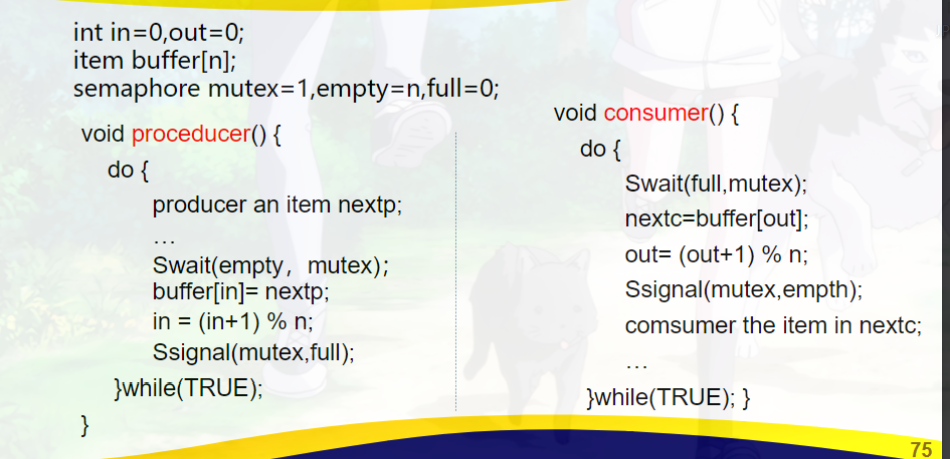 int in=0,out=0;
item buffer[n];
semaphore mutex=1,empty=n,full=0;
void proceducer() {
do {
producer an item nextp;
…
Swait(empty，mutex);
buffer[in]= nextp;
in = (in+1) % n;
Ssignal(mutex,full);
}while(TRUE);
}
void consumer() {
do {
Swait(full,mutex);
nextc=buffer[out];
out= (out+1) % n;
Ssignal(mutex,empth);
comsumer the item in nextc;
…
}while(TRUE); }
75